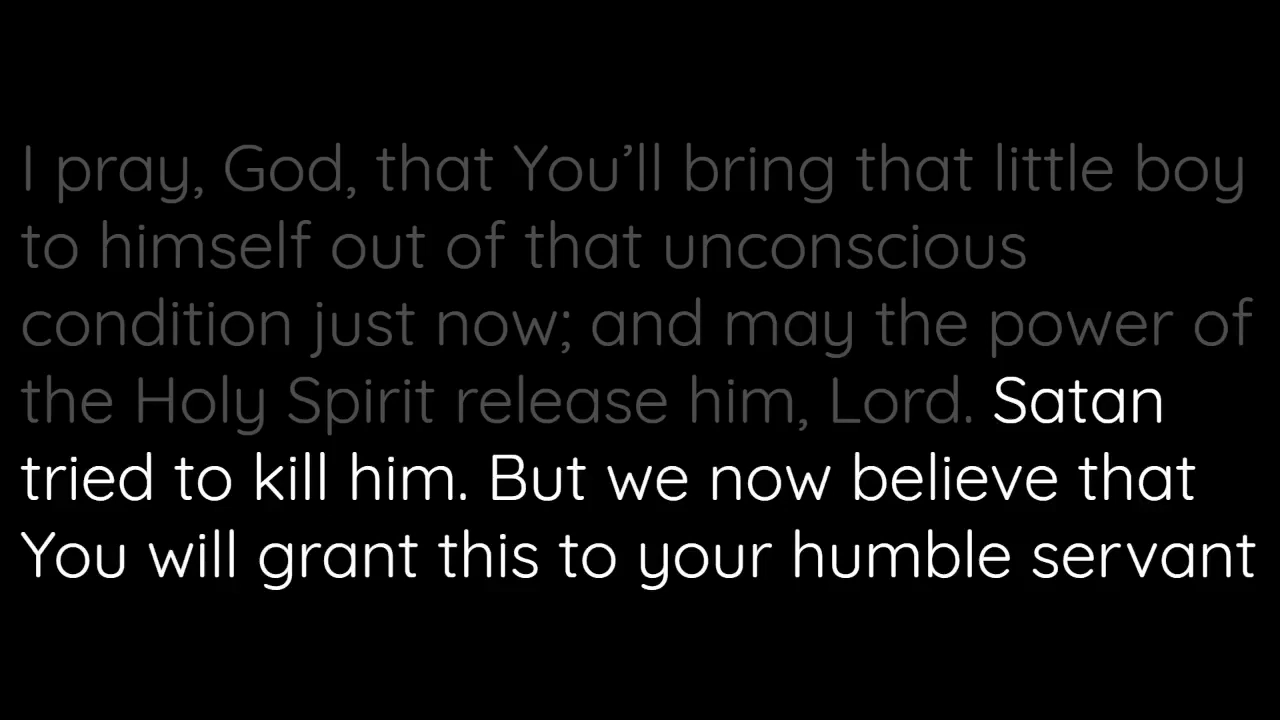 I pray, God, that You’ll bring that little boy
to himself out of that unconscious
condition just now; and may the power of
the Holy Spirit release him, Lord. Satan
tried to kill him. But we now believe that
You will grant this to your humble servant